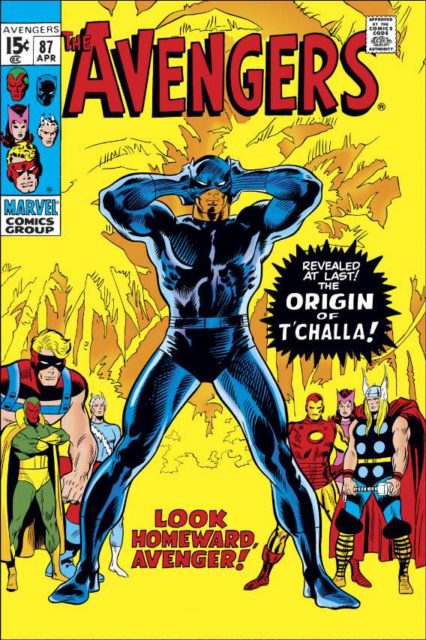 AVENGERS
15¢
CC
87
APR
MARVEL
COMICS
GROUP
THE AVENGERS®
APPROVED
BY THE
COMICS
CODE
AUTHORITY
REVEALED
AT LAST!
THE
ORIGIN
OF
T'CHALLA!
LOOK
HOMEWARD,
AVENGER!